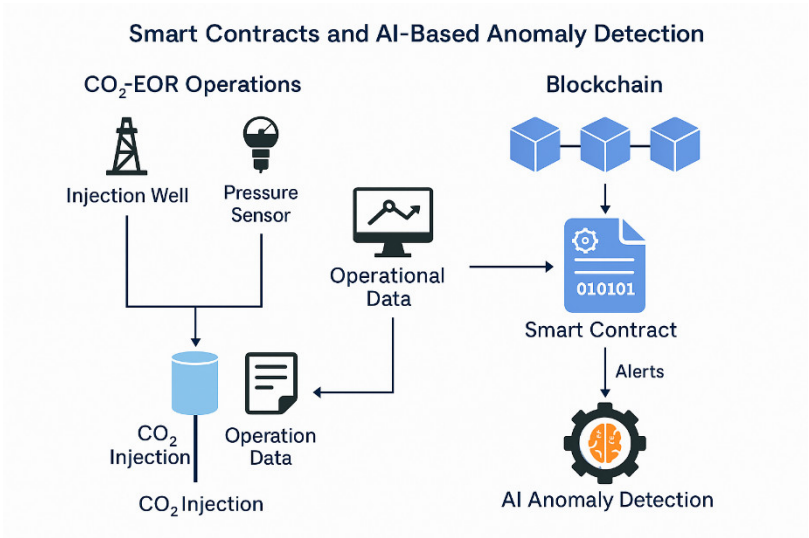 Smart Contracts and AI-Based Anomaly Detection
CO₂-EOR Operations
Blockchain
Injection Well
Pressure
Sensor
Operational
Data
010101
Smart Contract
Alerts
CO₂
Injection
Operation
Data
CO₂ Injection
AI Anomaly Detection